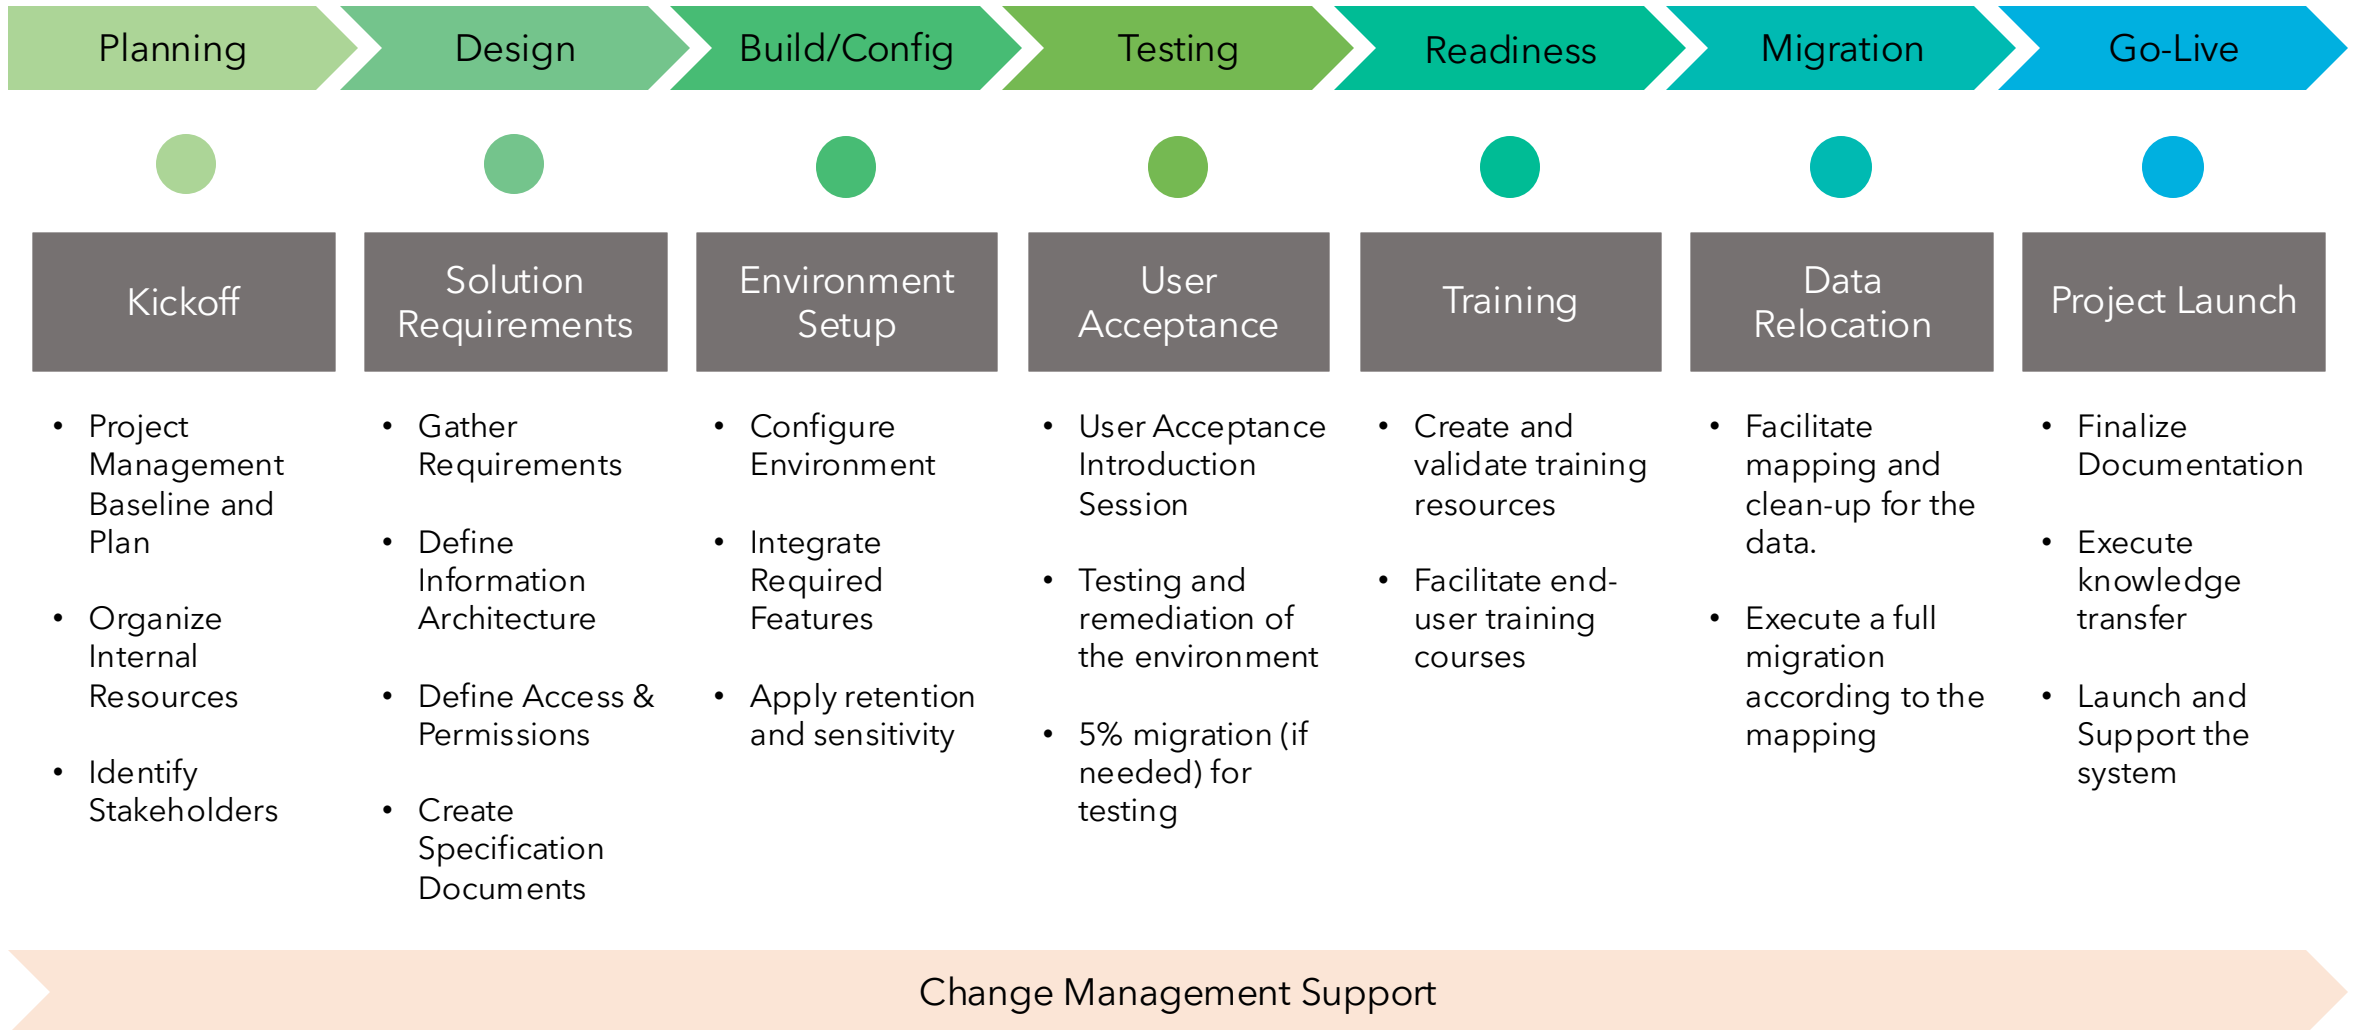 Planning
Design
Build/Config
Testing
Readiness
Migration
Go-Live
Kickoff
Solution
Requirements
Environment
Setup
User
Acceptance
Training
Data
Relocation
Project Launch
• Project
Management
Baseline and
Plan
• Organize
Internal
Resources
• Identify
Stakeholders
• Gather
Requirements
• Define
Information
Architecture
• Define Access &
Permissions
• Create
Specification
Documents
• Configure
Environment
• Integrate
Required
Features
• Apply retention
and sensitivity
• User Acceptance
Introduction
Session
• Testing and
remediation of
the environment
• 5% migration (if
needed) for
testing
• Create and
validate training
resources
• Facilitate end-
user training
courses
• Facilitate
mapping and
clean-up for the
data.
• Execute a full
migration
according to the
mapping
• Finalize
Documentation
• Execute
knowledge
transfer
• Launch and
Support the
system
Change Management Support